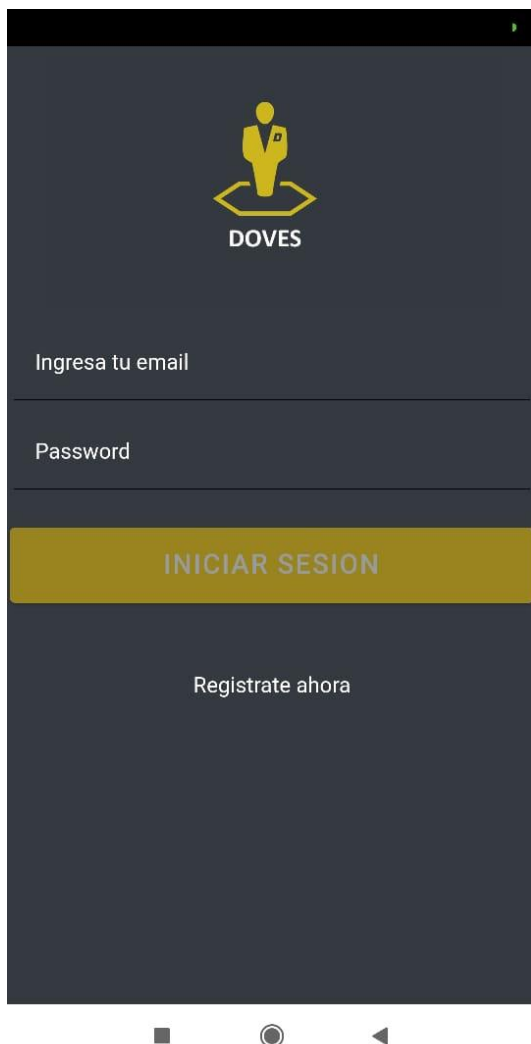 DOVES
Ingresa tu email
Password
INICIAR SESION
Registrate ahora